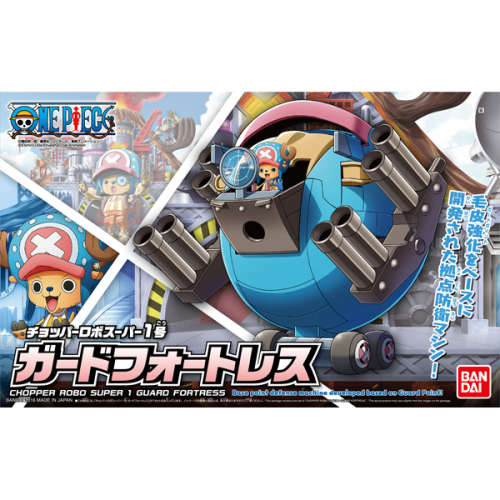 ONE PIECE
毛皮強化をベースに
開発された拠点防衛マシン!
チョッパーロボスーパー1号
ガードフォートレス
CHOPPER ROBO SUPER 1 GUARD FORTRESS
Base point defense machine developed based on Guard Point!
MADE IN JAPAN
BAN
DAI